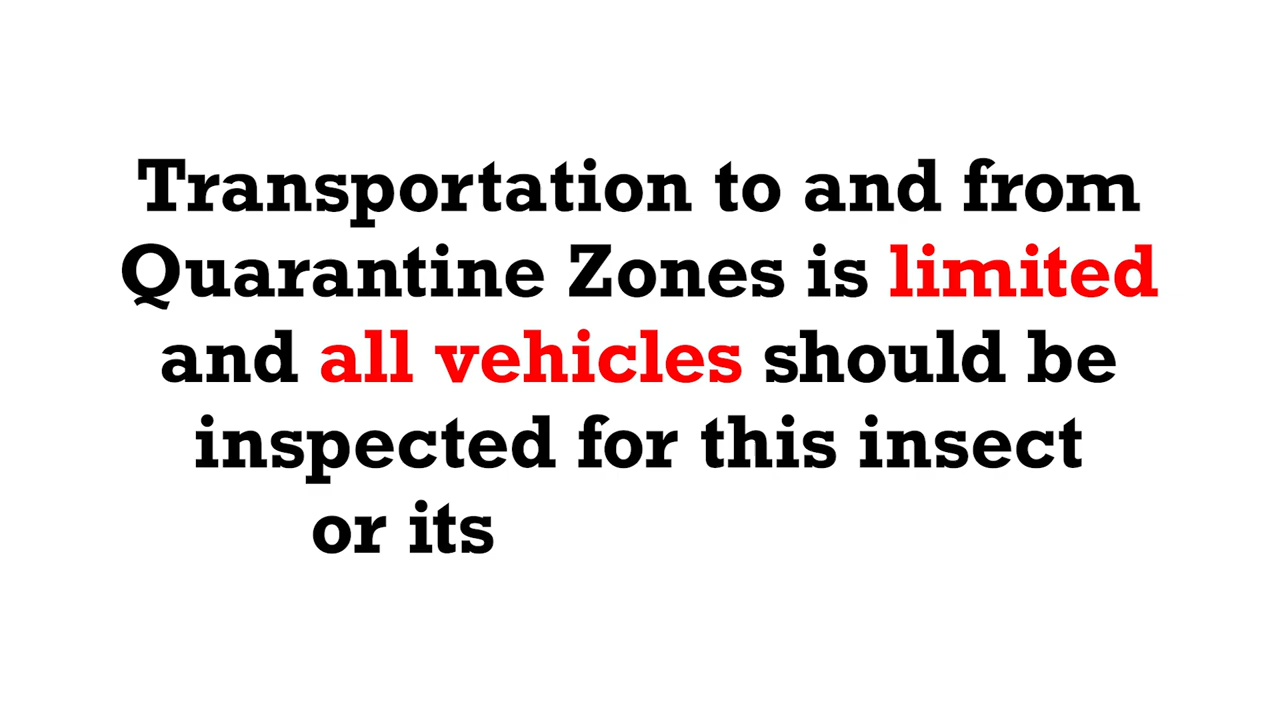 Transportation to and from
Quarantine Zones is limited
and all vehicles should be
inspected for this insect
or its